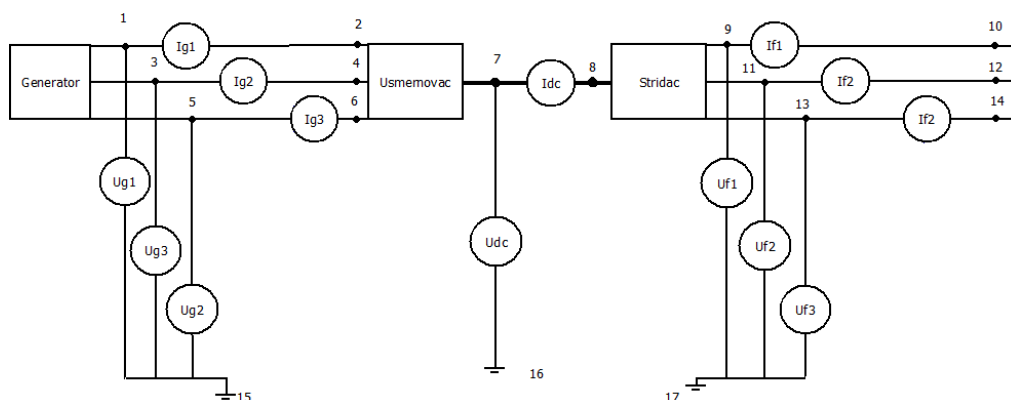 1
Ig1
2
3
Ig2
4
5
Ig3
6
Generator
Usmemovac
7
Idc
8
Stridac
9
If1
10
11
If2
12
13
If2
14
Ug1
Ug3
Ug2
Udc
Uf1
Uf2
Uf3
15
16
17